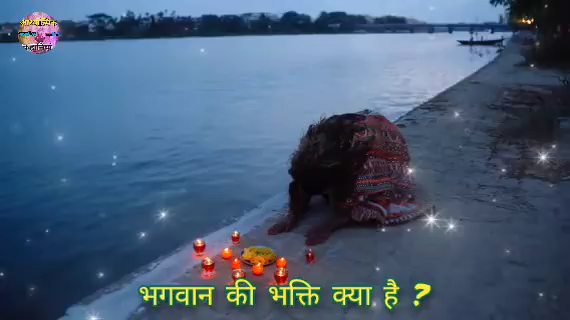 भगवान की भक्ति क्या है ?